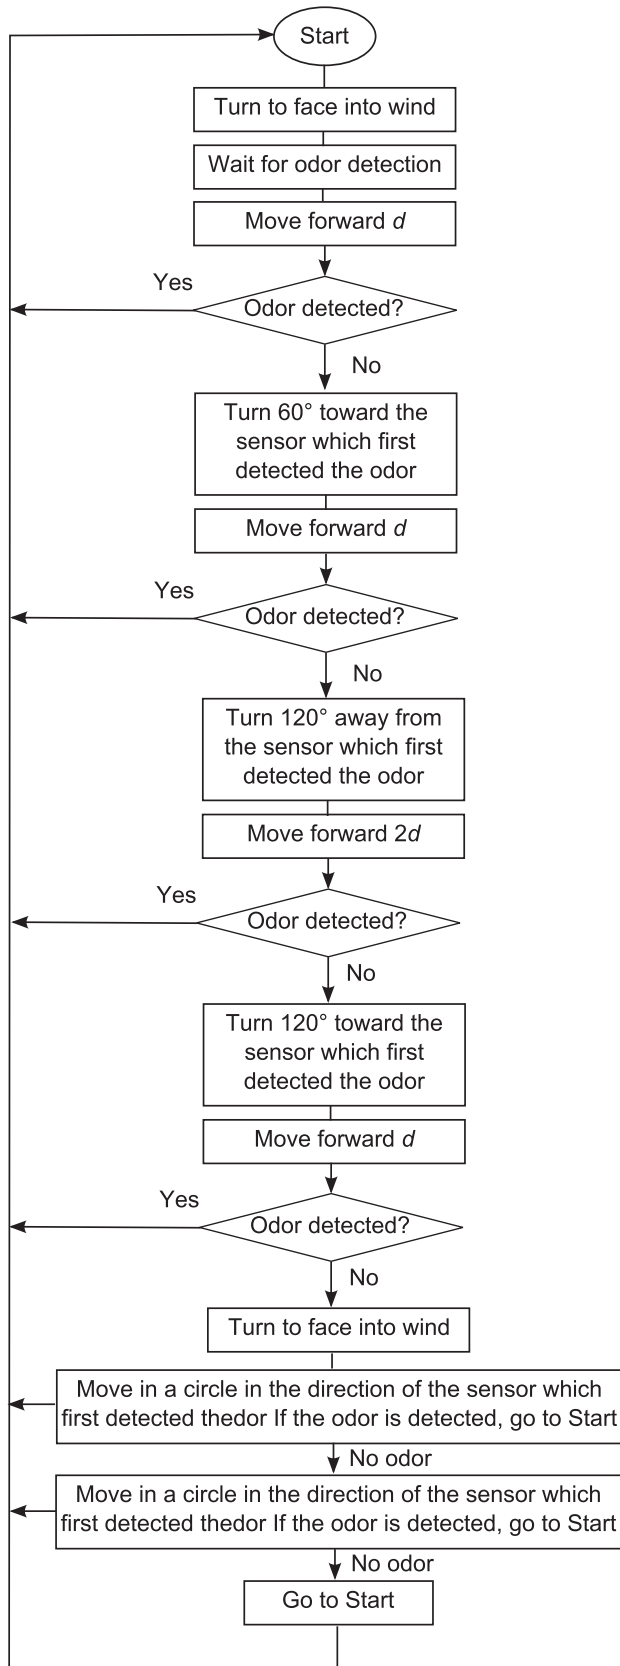 Start
Turn to face into wind
Wait for odor detection
Move forward d
Yes
Odor detected?
No
Turn 60° toward the
sensor which first
detected the odor
Move forward d
Yes
Odor detected?
No
Turn 120° away from
the sensor which first
detected the odor
Move forward 2d
Yes
Odor detected?
No
Turn 120° toward the
sensor which first
detected the odor
Move forward d
Yes
Odor detected?
No
Turn to face into wind
Move in a circle in the direction of the sensor which
first detected thedor If the odor is detected, go to Start
No odor
Move in a circle in the direction of the sensor which
first detected thedor If the odor is detected, go to Start
No odor
Go to Start